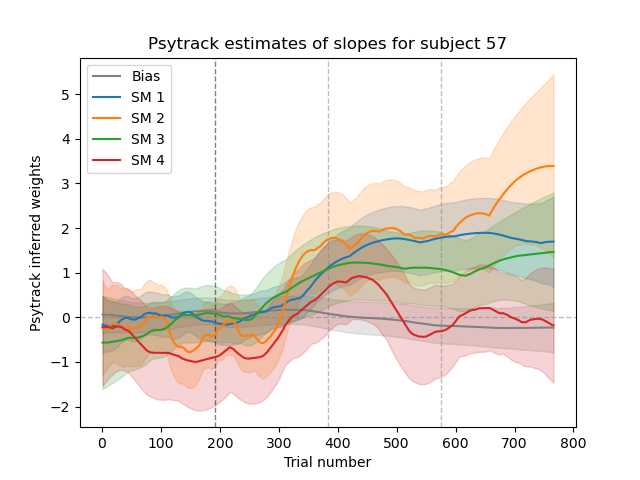 Psytrack estimates of slopes for subject 57
Psytrack inferred weights
5
4
3
2
1
0
−1
−2
Bias
SM 1
SM 2
SM 3
SM 4
0 100 200 300 400 500 600 700 800
Trial number